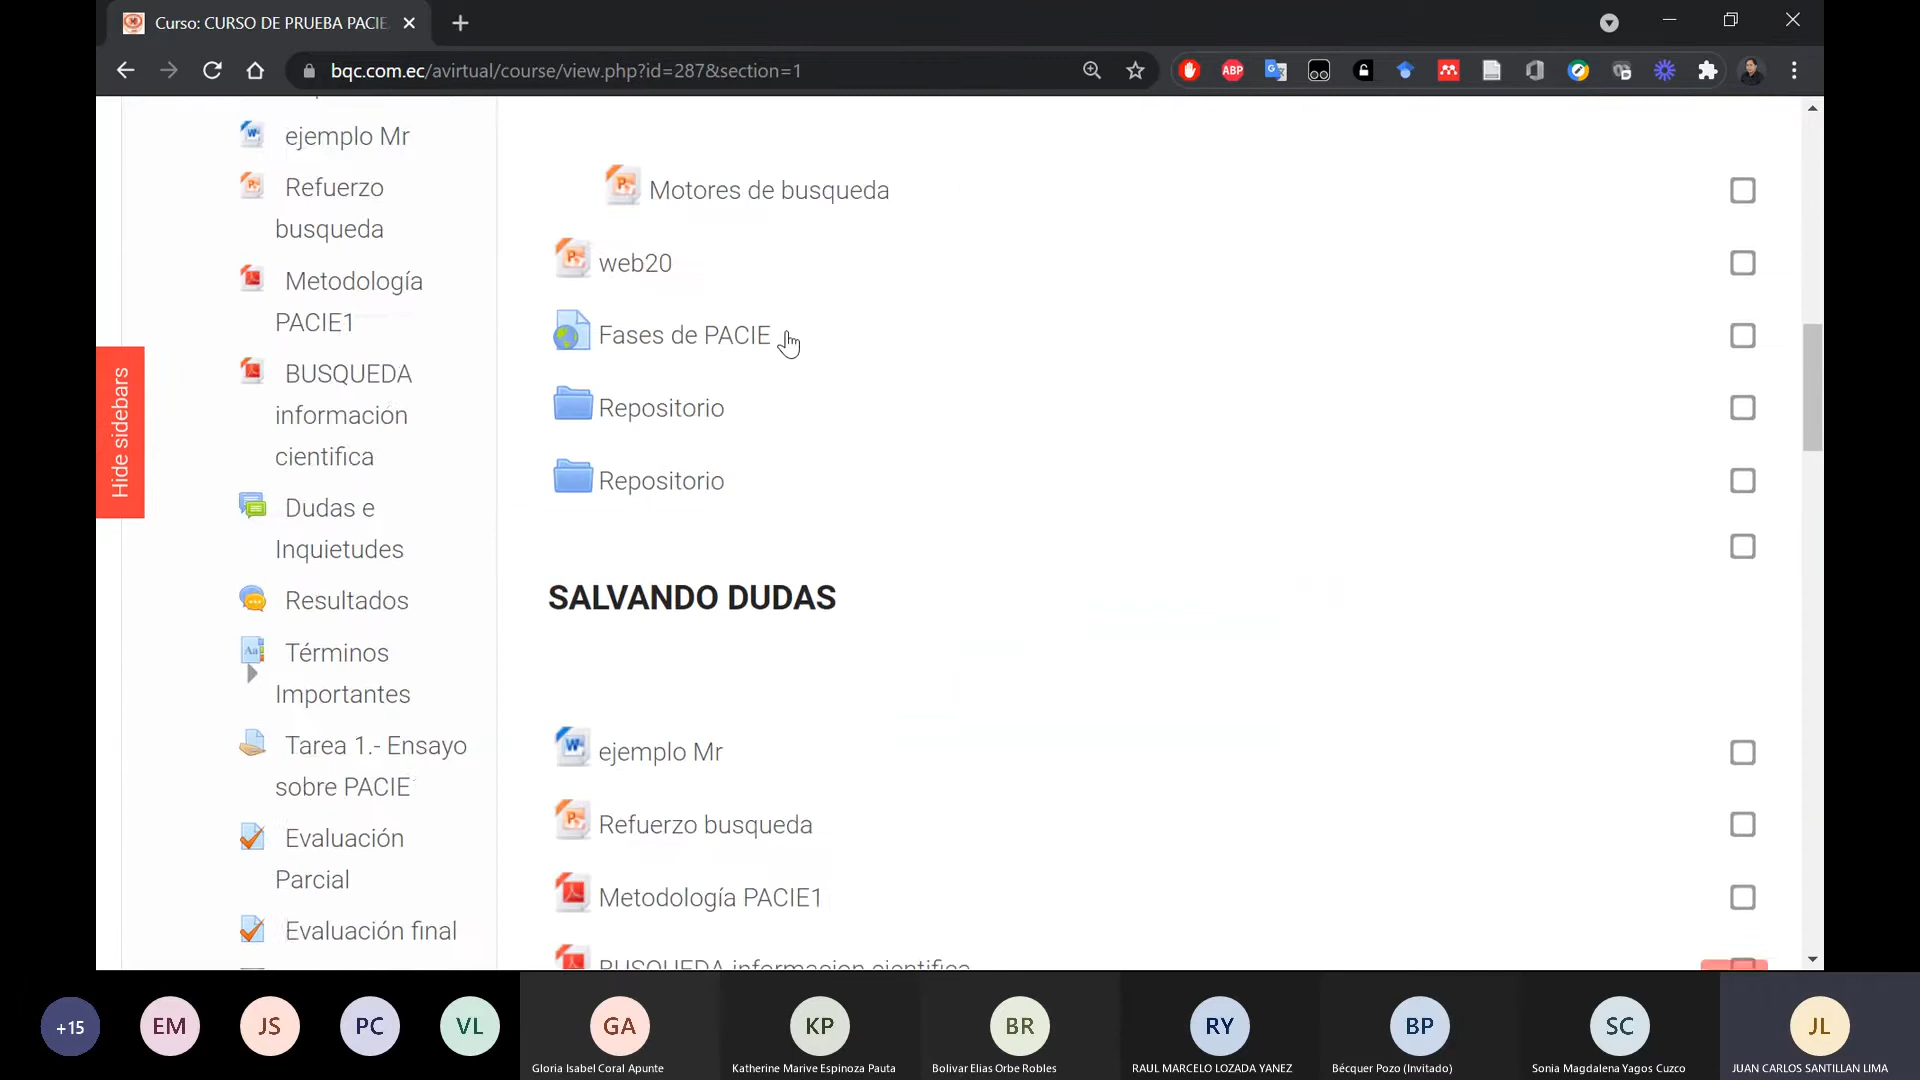 Curso: CURSO DE PRUEBA PACIE
bqc.com.ec/avirtual/course/view.php?id=287&section=1
ABP
Hide sidebars
ejemplo Mr
Refuerzo
busqueda
Metodología
PACIE1
BUSQUEDA
información
cientifica
Dudas e
Inquietudes
Resultados
Términos
Importantes
Tarea 1.- Ensayo
sobre PACIE
Evaluación
Parcial
Evaluación final
Motores de busqueda
web20
Fases de PACIE
Repositorio
Repositorio
SALVANDO DUDAS
ejemplo Mr
Refuerzo busqueda
Metodología PACIE1
BUSQUEDA informacion cientifica
+15
EM
JS
PC
VL
GA
Gloria Isabel Coral Apunte
KP
Katherine Marive Espinoza Pauta
BR
Bolivar Elias Orbe Robles
RY
RAUL MARCELO LOZADA YANEZ
BP
Bécquer Pozo (Invitado)
SC
Sonia Magdalena Yagos Cuzco
JL
JUAN CARLOS SANTILLAN LIMA